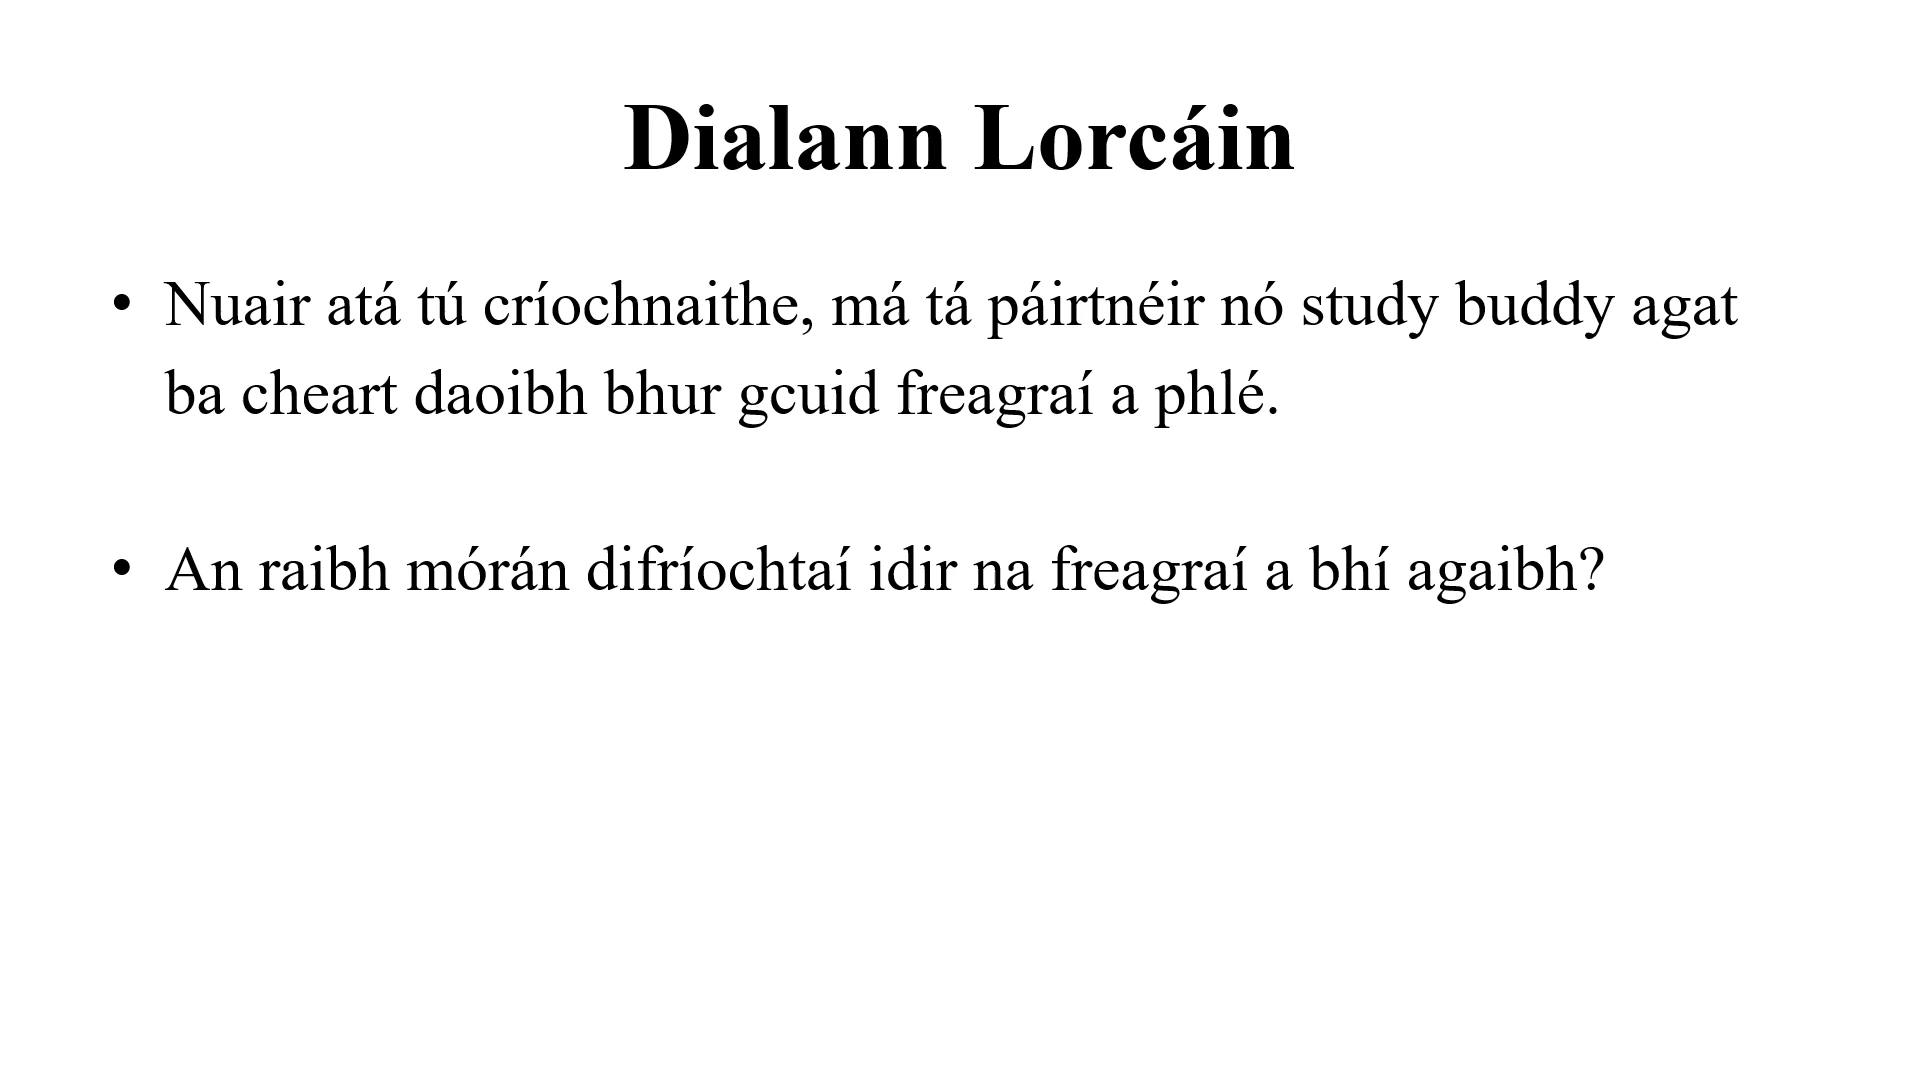 Dialann Lorcáin
• Nuair atá tú críochnaithe, má tá páirtnéir nó study buddy agat
ba cheart daoibh bhur gcuid freagraí a phlé.
• An raibh mórán difríochtaí idir na freagraí a bhí agaibh?